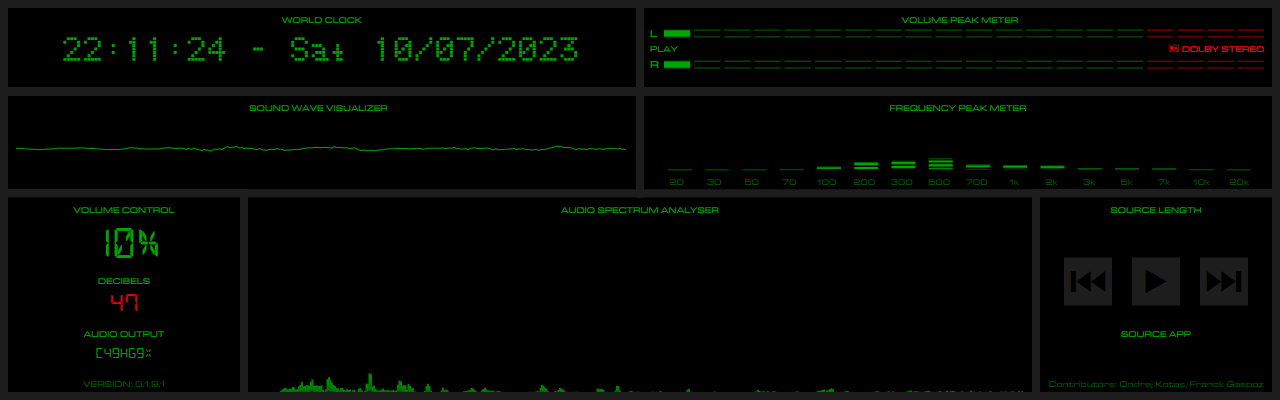 WORLD CLOCK
22:11:24 - Sat 10/07/2023
VOLUME PEAK METER
L
PLAY
DOLBY STEREO
R
SOUND WAVE VISUALIZER
FREQUENCY PEAK METER
20 30 50 70 100 200 300 500 700 1k 2k 3k 5k 7k 10k 20k
VOLUME CONTROL
10%
DECIBELS
47
AUDIO OUTPUT
C49HG9X
VERSION: 0.1.9.1
AUDIO SPECTRUM ANALYSER
SOURCE LENGTH
SOURCE APP
Contributors: Ondrej Kotas, Franck Gaspoz